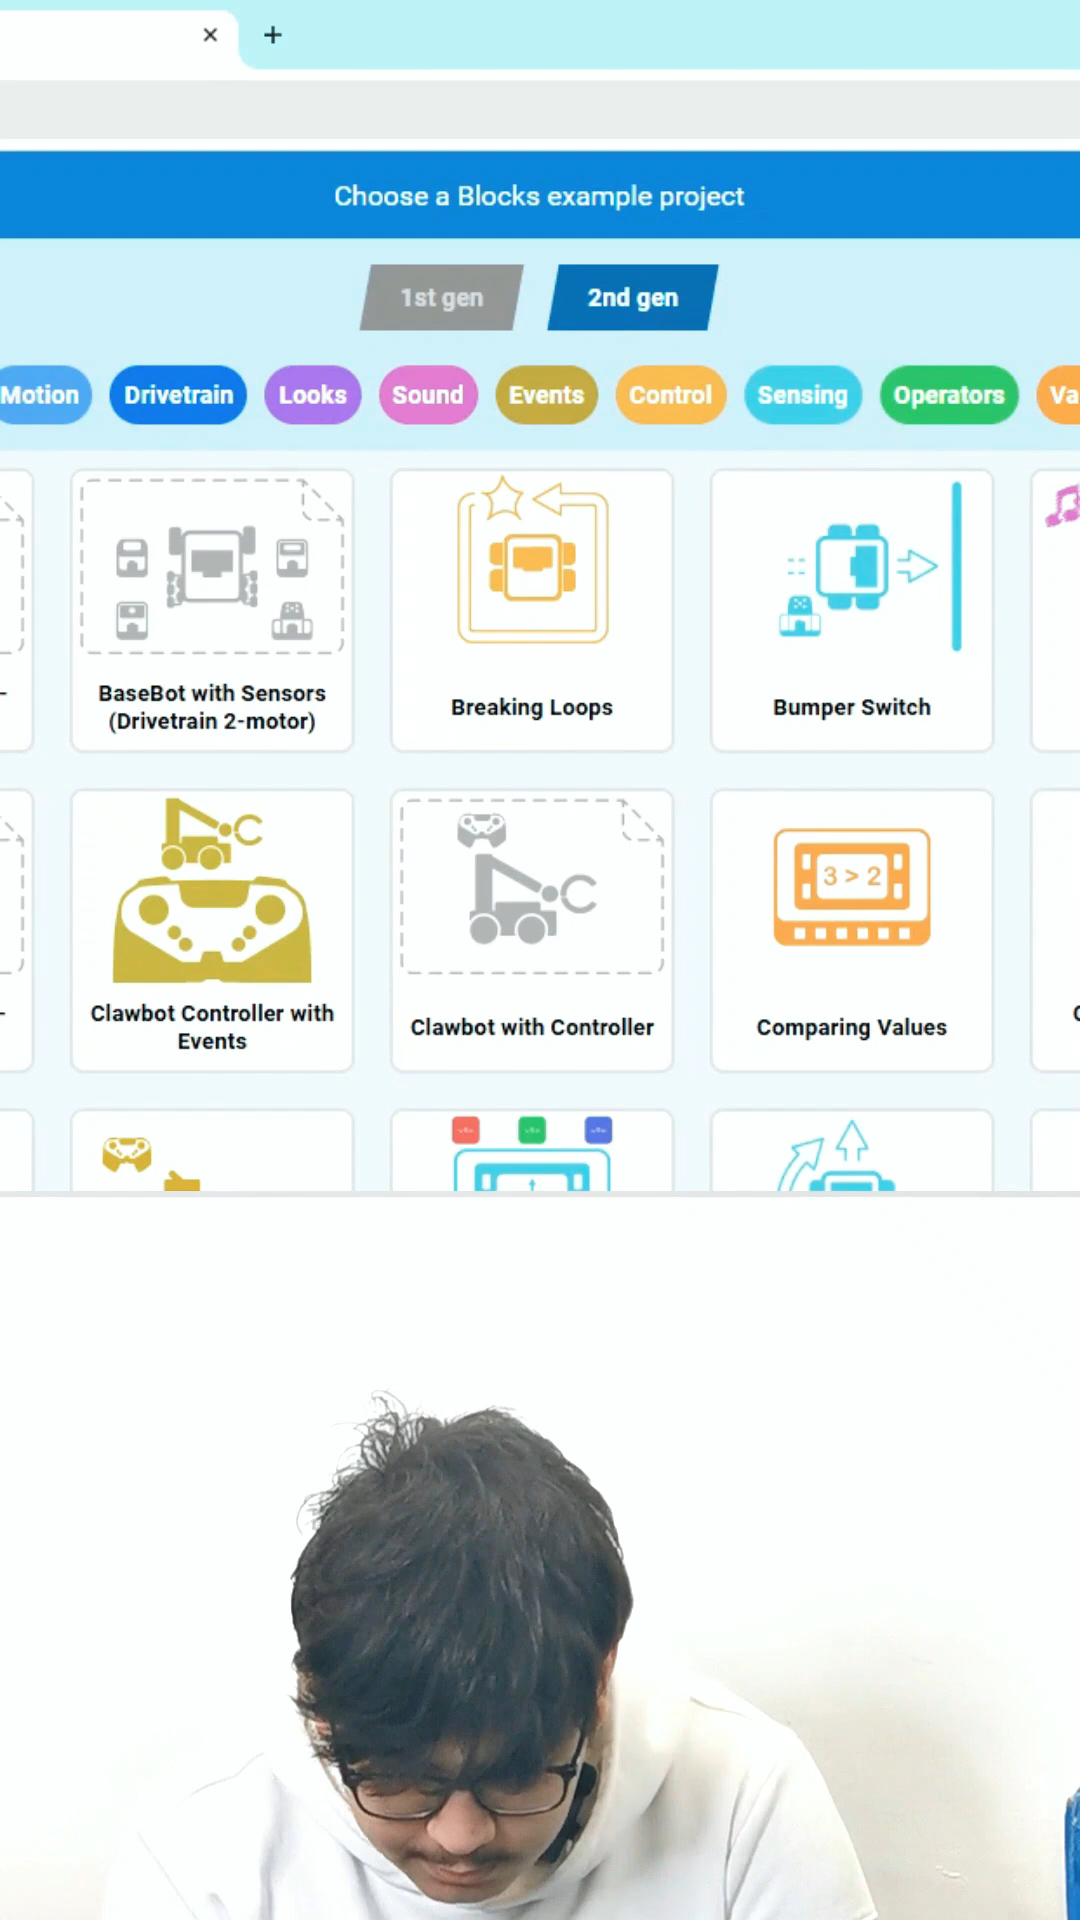 Choose a Blocks example project
1st gen
2nd gen
Motion
Drivetrain
Looks
Sound
Events
Control
Sensing
Operators
Va
BaseBot with Sensors
(Drivetrain 2-motor)
Breaking Loops
Bumper Switch
3 > 2
Clawbot Controller with
Events
Clawbot with Controller
Comparing Values